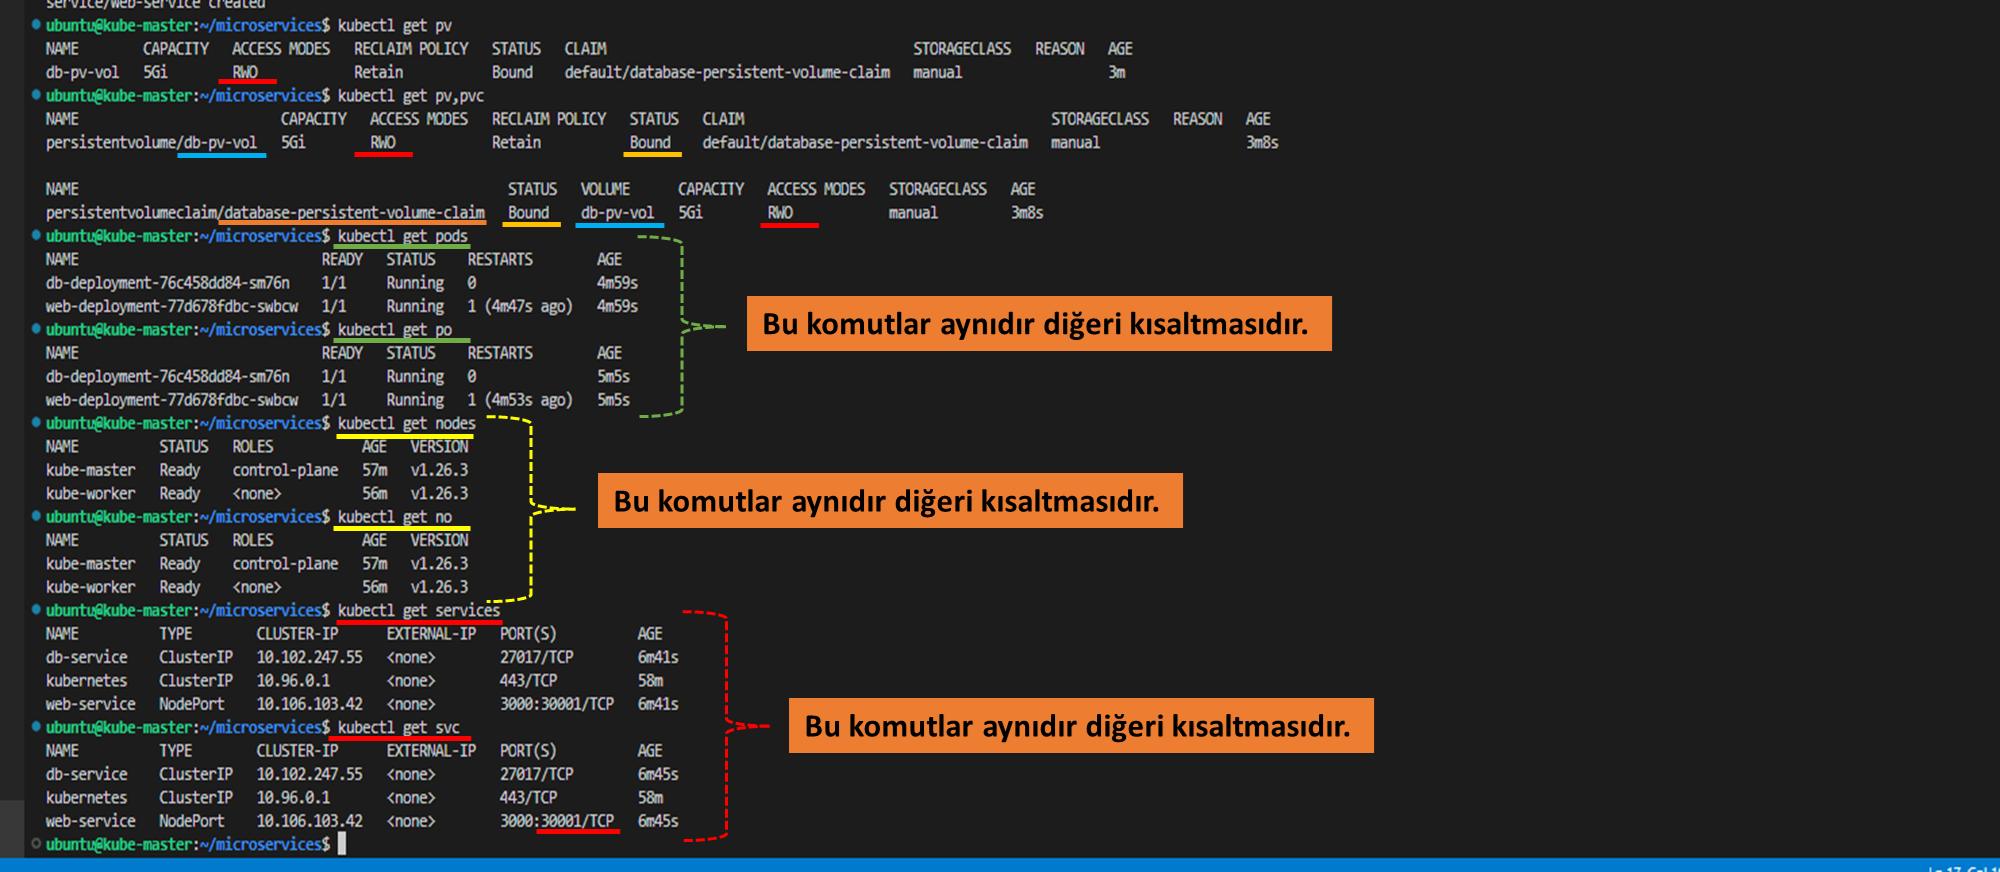 service/web-service created
ubuntu@kube-master:~/microservices$ kubectl get pv
NAME CAPACITY ACCESS MODES RECLAIM POLICY STATUS CLAIM STORAGECLASS REASON AGE
db-pv-vol 5Gi RWO Retain Bound default/database-persistent-volume-claim manual 3m
ubuntu@kube-master:~/microservices$ kubectl get pv,pvc
NAME CAPACITY ACCESS MODES RECLAIM POLICY STATUS CLAIM STORAGECLASS REASON AGE
persistentvolume/db-pv-vol 5Gi RWO Retain Bound default/database-persistent-volume-claim manual 3m8s
NAME STATUS VOLUME CAPACITY ACCESS MODES STORAGECLASS AGE
persistentvolumeclaim/database-persistent-volume-claim Bound db-pv-vol 5Gi RWO manual 3m8s
ubuntu@kube-master:~/microservices$ kubectl get pods
NAME READY STATUS RESTARTS AGE
db-deployment-76c458dd84-sm76n 1/1 Running 0 4m59s
web-deployment-77d678fdbc-swbcw 1/1 Running 1 (4m47s ago) 4m59s
Bu komutlar aynıdır diğeri kısaltmasıdır.
ubuntu@kube-master:~/microservices$ kubectl get po
NAME READY STATUS RESTARTS AGE
db-deployment-76c458dd84-sm76n 1/1 Running 0 5m5s
web-deployment-77d678fdbc-swbcw 1/1 Running 1 (4m53s ago) 5m5s
ubuntu@kube-master:~/microservices$ kubectl get nodes
NAME STATUS ROLES AGE VERSION
kube-master Ready control-plane 57m v1.26.3
kube-worker Ready <none> 56m v1.26.3
Bu komutlar aynıdır diğeri kısaltmasıdır.
ubuntu@kube-master:~/microservices$ kubectl get no
NAME STATUS ROLES AGE VERSION
kube-master Ready control-plane 57m v1.26.3
kube-worker Ready <none> 56m v1.26.3
ubuntu@kube-master:~/microservices$ kubectl get services
NAME TYPE CLUSTER-IP EXTERNAL-IP PORT(S) AGE
db-service ClusterIP 10.102.247.55 <none> 27017/TCP 6m41s
kubernetes ClusterIP 10.96.0.1 <none> 443/TCP 58m
web-service NodePort 10.106.103.42 <none> 3000:30001/TCP 6m41s
Bu komutlar aynıdır diğeri kısaltmasıdır.
ubuntu@kube-master:~/microservices$ kubectl get svc
NAME TYPE CLUSTER-IP EXTERNAL-IP PORT(S) AGE
db-service ClusterIP 10.102.247.55 <none> 27017/TCP 6m45s
kubernetes ClusterIP 10.96.0.1 <none> 443/TCP 58m
web-service NodePort 10.106.103.42 <none> 3000:30001/TCP 6m45s
ubuntu@kube-master:~/microservices$